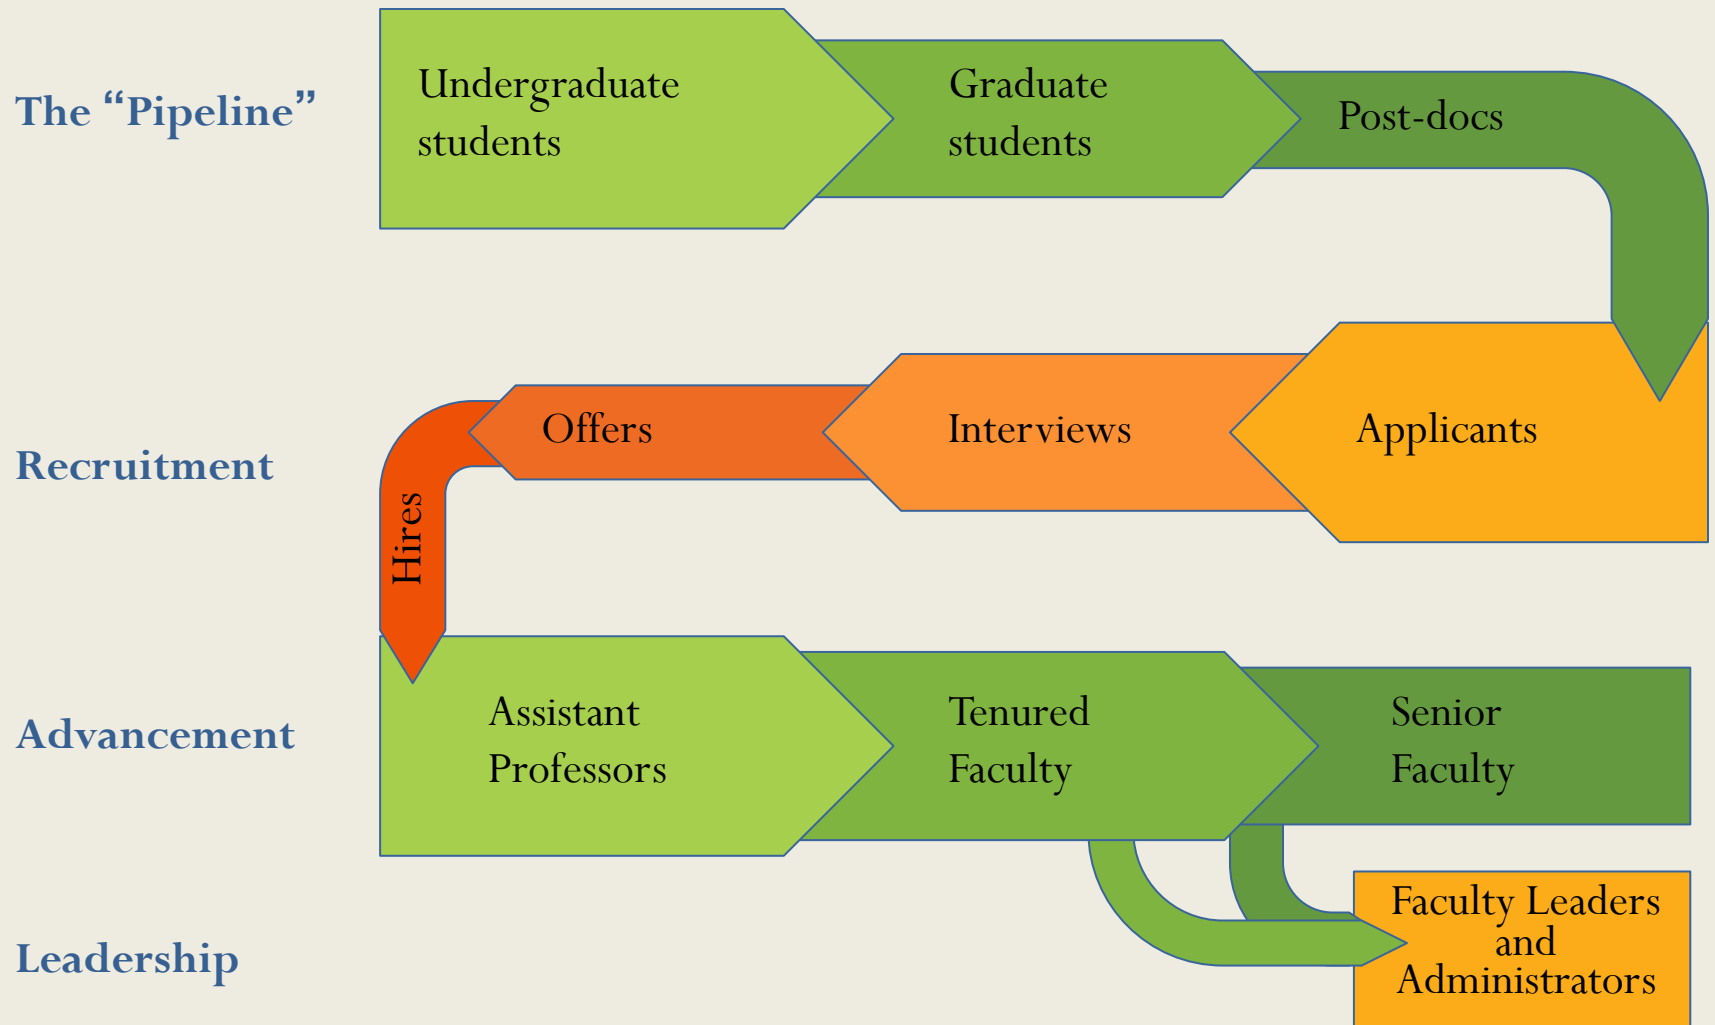 The “Pipeline”
Undergraduate
students
Graduate
students
Post-docs
Recruitment
Hires
Offers
Interviews
Applicants
Advancement
Assistant
Professors
Tenured
Faculty
Senior
Faculty
Leadership
Faculty Leaders
and
Administrators